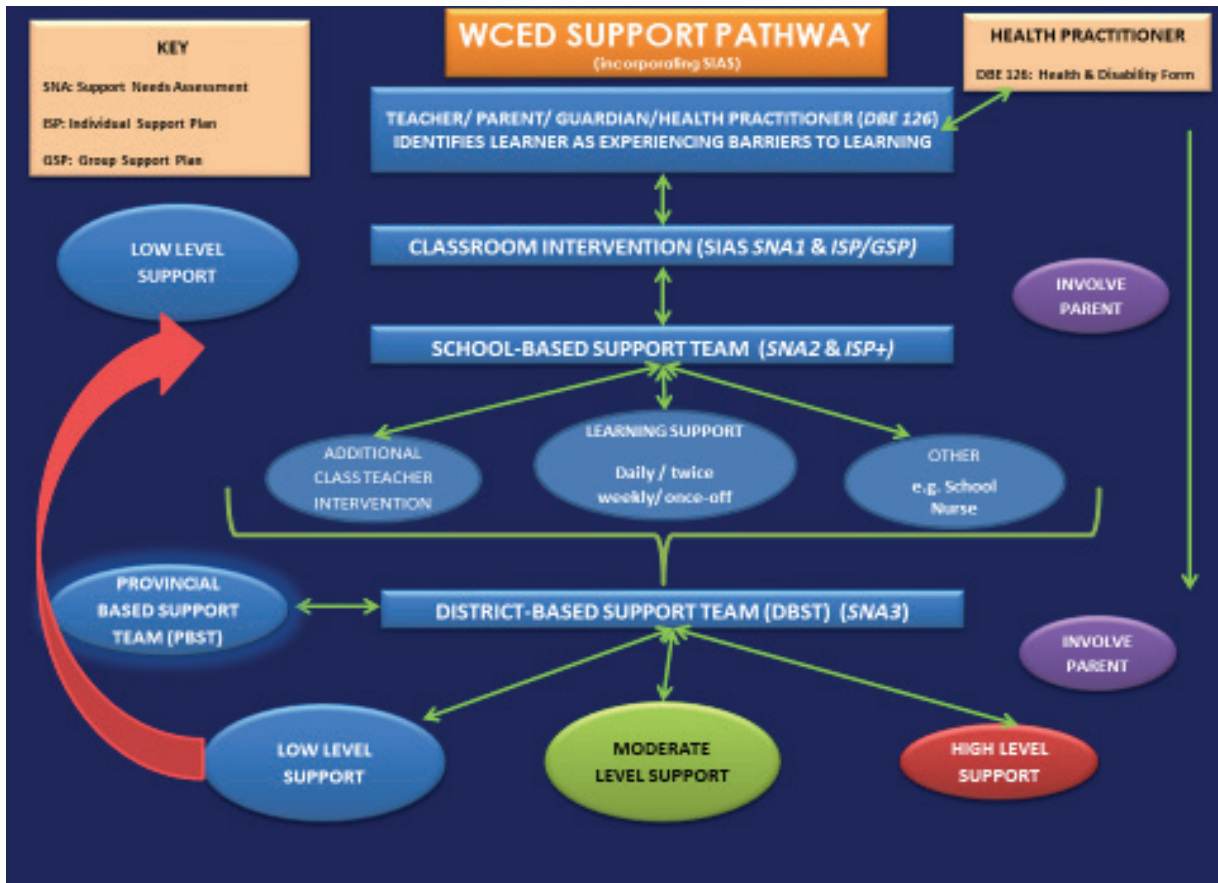 KEY
SNA: Support Needs Assessment
ISP: Individual Support Plan
GSP: Group Support Plan
WCED SUPPORT PATHWAY
(incorporating SIAS)
HEALTH PRACTITIONER
DBE 126: Health & Disability Form
TEACHER/ PARENT/ GUARDIAN/HEALTH PRACTITIONER (DBE 126)
IDENTIFIES LEARNER AS EXPERIENCING BARRIERS TO LEARNING
LOW LEVEL
SUPPORT
CLASSROOM INTERVENTION (SIAS SNA1 & ISP/GSP)
INVOLVE
PARENT
SCHOOL-BASED SUPPORT TEAM (SNA2 & ISP+)
ADDITIONAL
CLASS TEACHER
INTERVENTION
LEARNING SUPPORT
Daily / twice
weekly/ once-off
OTHER
e.g. School
Nurse
PROVINCIAL
BASED SUPPORT
TEAM (PBST)
DISTRICT-BASED SUPPORT TEAM (DBST) (SNA3)
INVOLVE
PARENT
LOW LEVEL
SUPPORT
MODERATE
LEVEL SUPPORT
HIGH LEVEL
SUPPORT